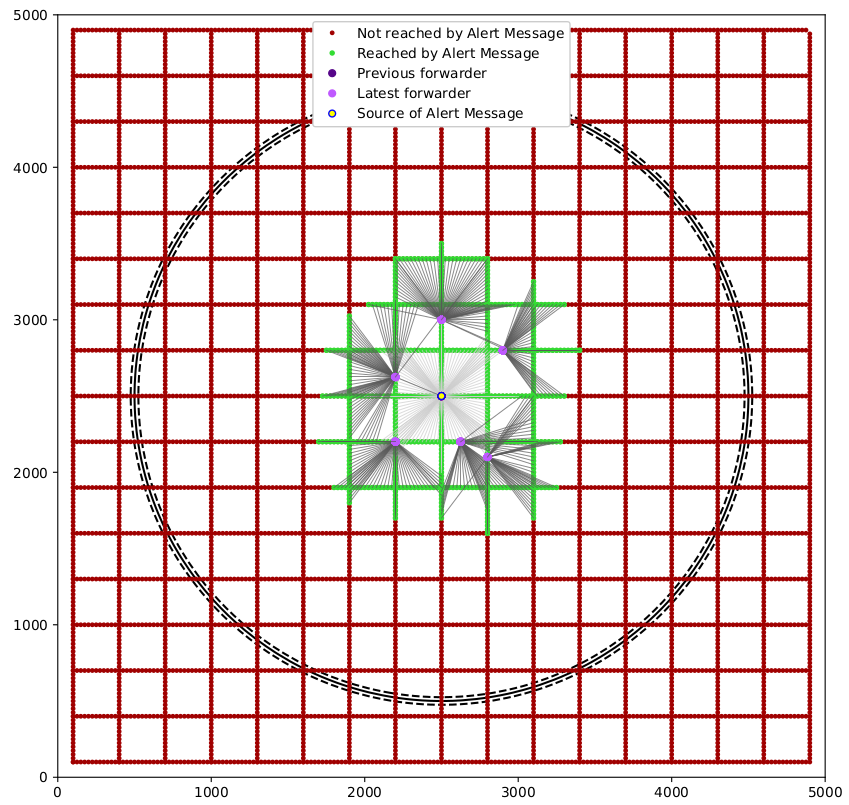 5000
4000
3000
2000
1000
0
Not reached by Alert Message
Reached by Alert Message
Previous forwarder
Latest forwarder
Source of Alert Message
0 1000 2000 3000 4000 5000